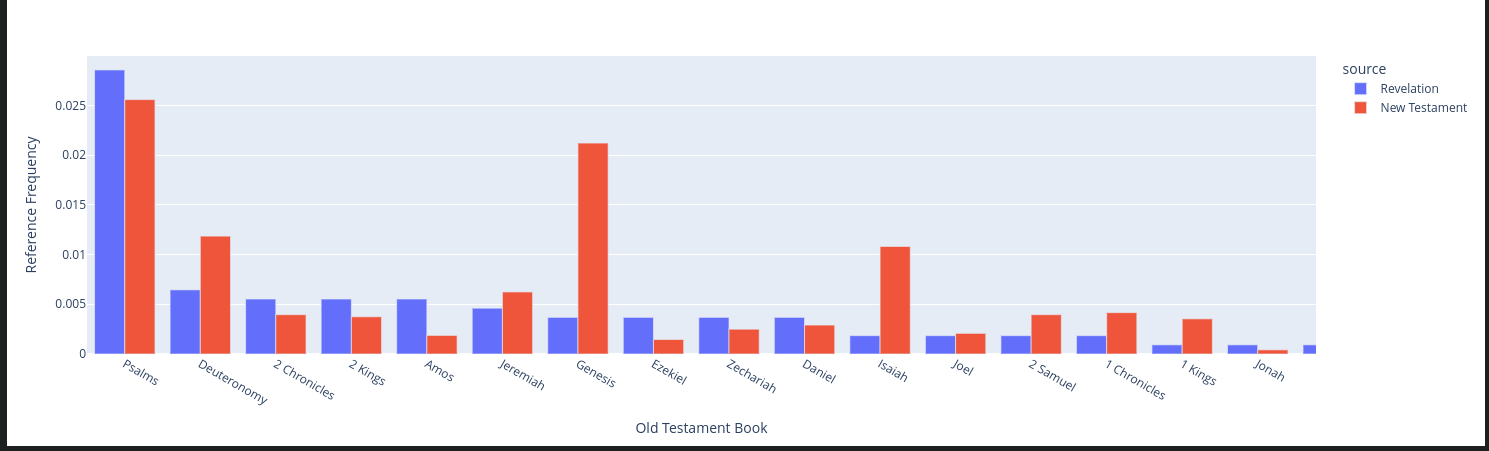 source
Revelation
New Testament
Reference Frequency
0.025
0.02
0.015
0.01
0.005
0
Psalms
Deuteronomy
2 Chronicles
2 Kings
Amos
Jeremiah
Genesis
Ezekiel
Zechariah
Daniel
Isaiah
Joel
2 Samuel
1 Chronicles
1 Kings
Jonah
Old Testament Book